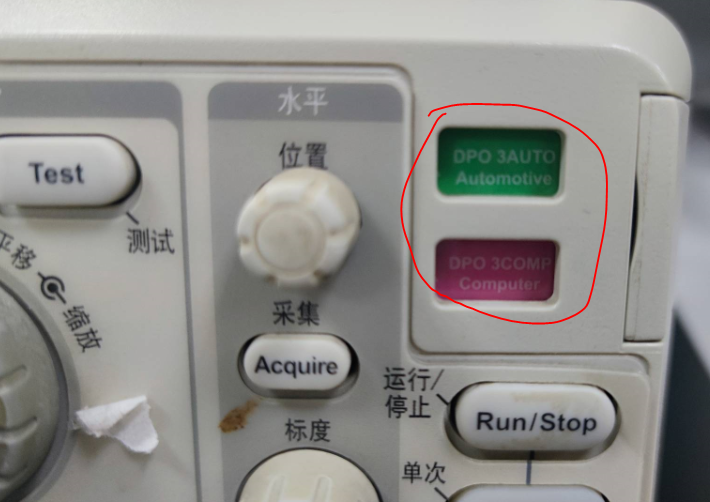 水平
位置
DPO 3AUTO
Automotive
Test
测试
DPO 3COMP
Computer
平移
缩放
采集
Acquire
运行/
停止
Run/Stop
标度
单次